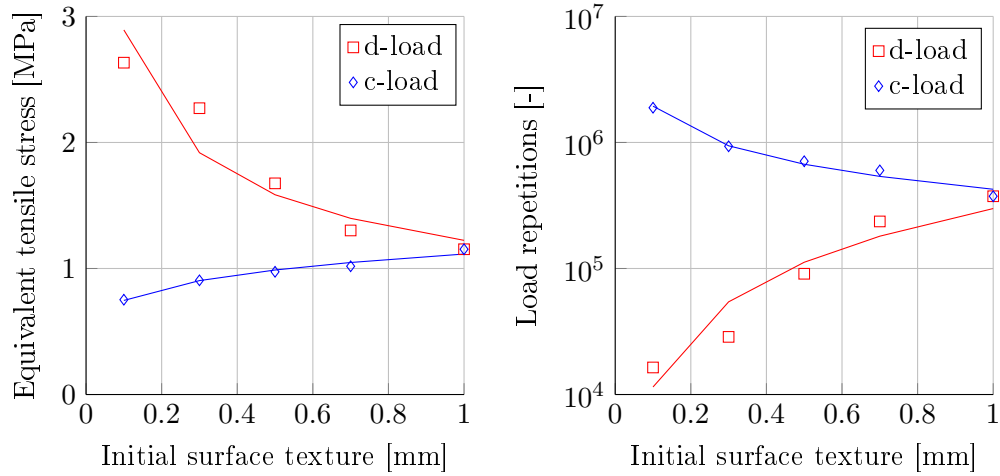 Equivalent tensile stress [MPa]
3
2
1
0
d-load
c-load
0
0.2
0.4
0.6
0.8
1
Initial surface texture [mm]
Load repetitions [-]
10^7
10^6
10^5
10^4
d-load
c-load
0
0.2
0.4
0.6
0.8
1
Initial surface texture [mm]